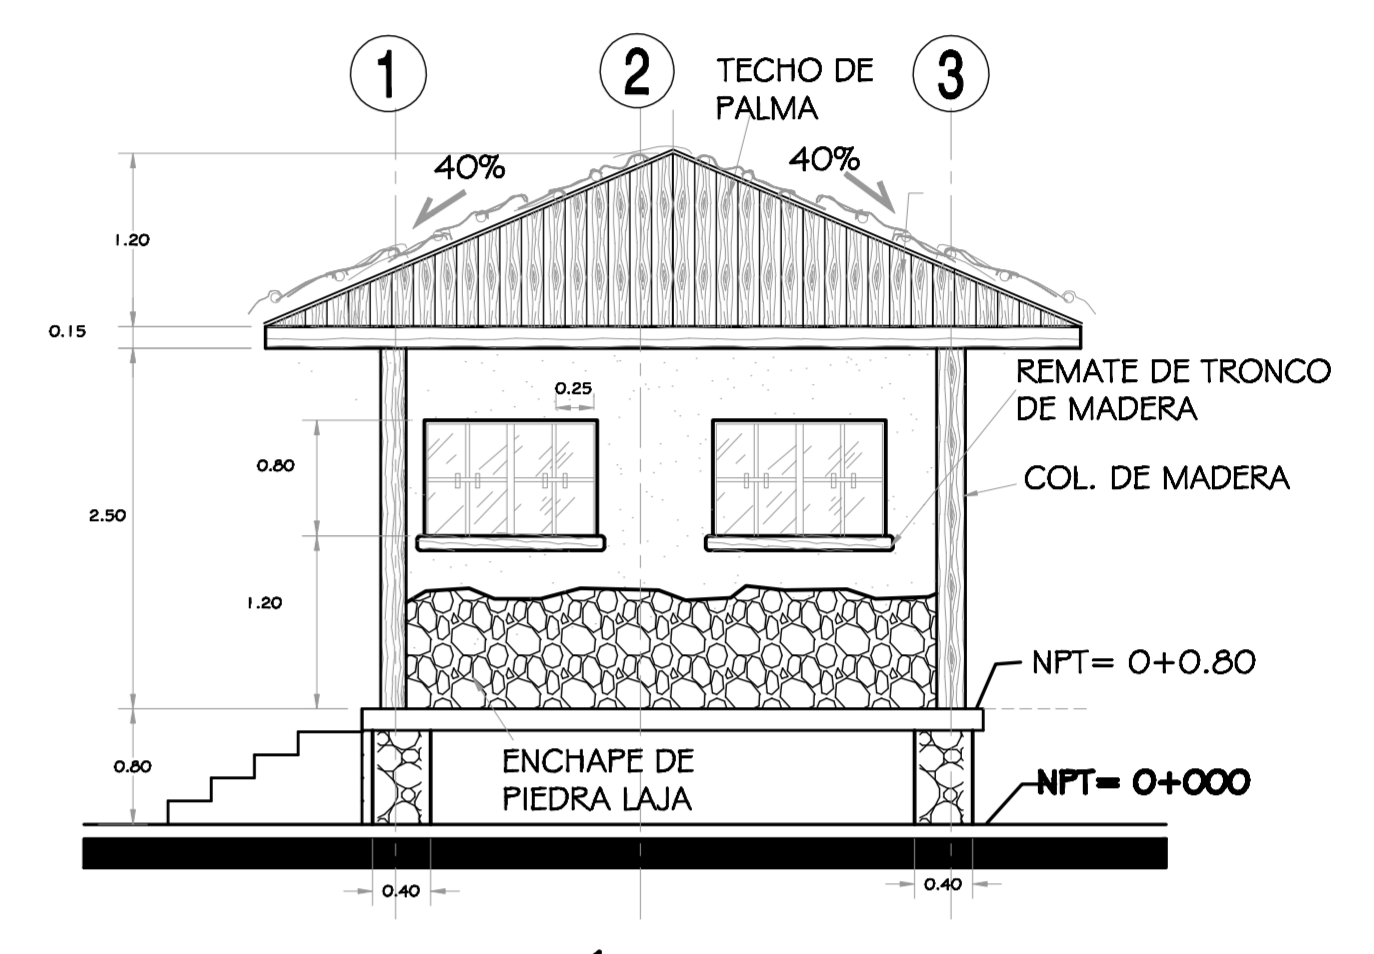 1
2
3
TECHO DE
PALMA
40%
40%
1.20
0.15
REMATE DE TRONCO
DE MADERA
0.25
0.80
COL. DE MADERA
2.50
1.20
NPT= 0+0.80
ENCHAPE DE
PIEDRA LAJA
0.80
NPT= 0+000
0.40
0.40